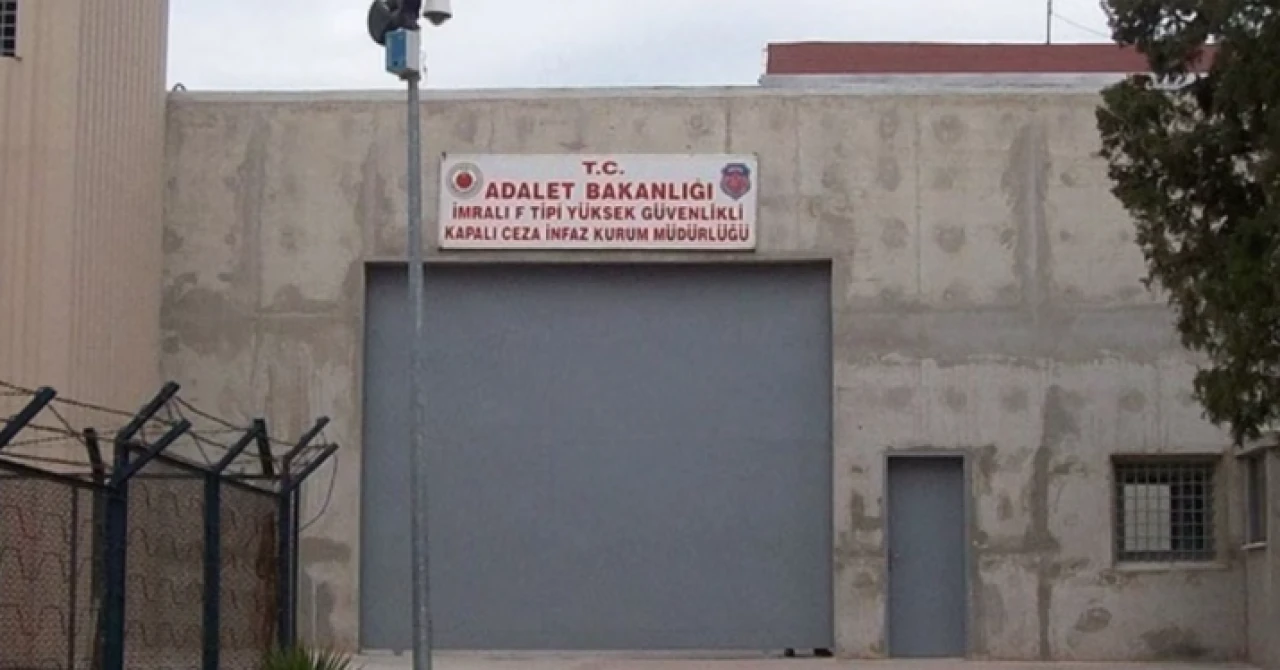 T.C.
ADALET BAKANLIĞI
İMRALI F TİPİ YÜKSEK GÜVENLİKLİ
KAPALI CEZA İNFAZ KURUM MÜDÜRLÜĞÜ